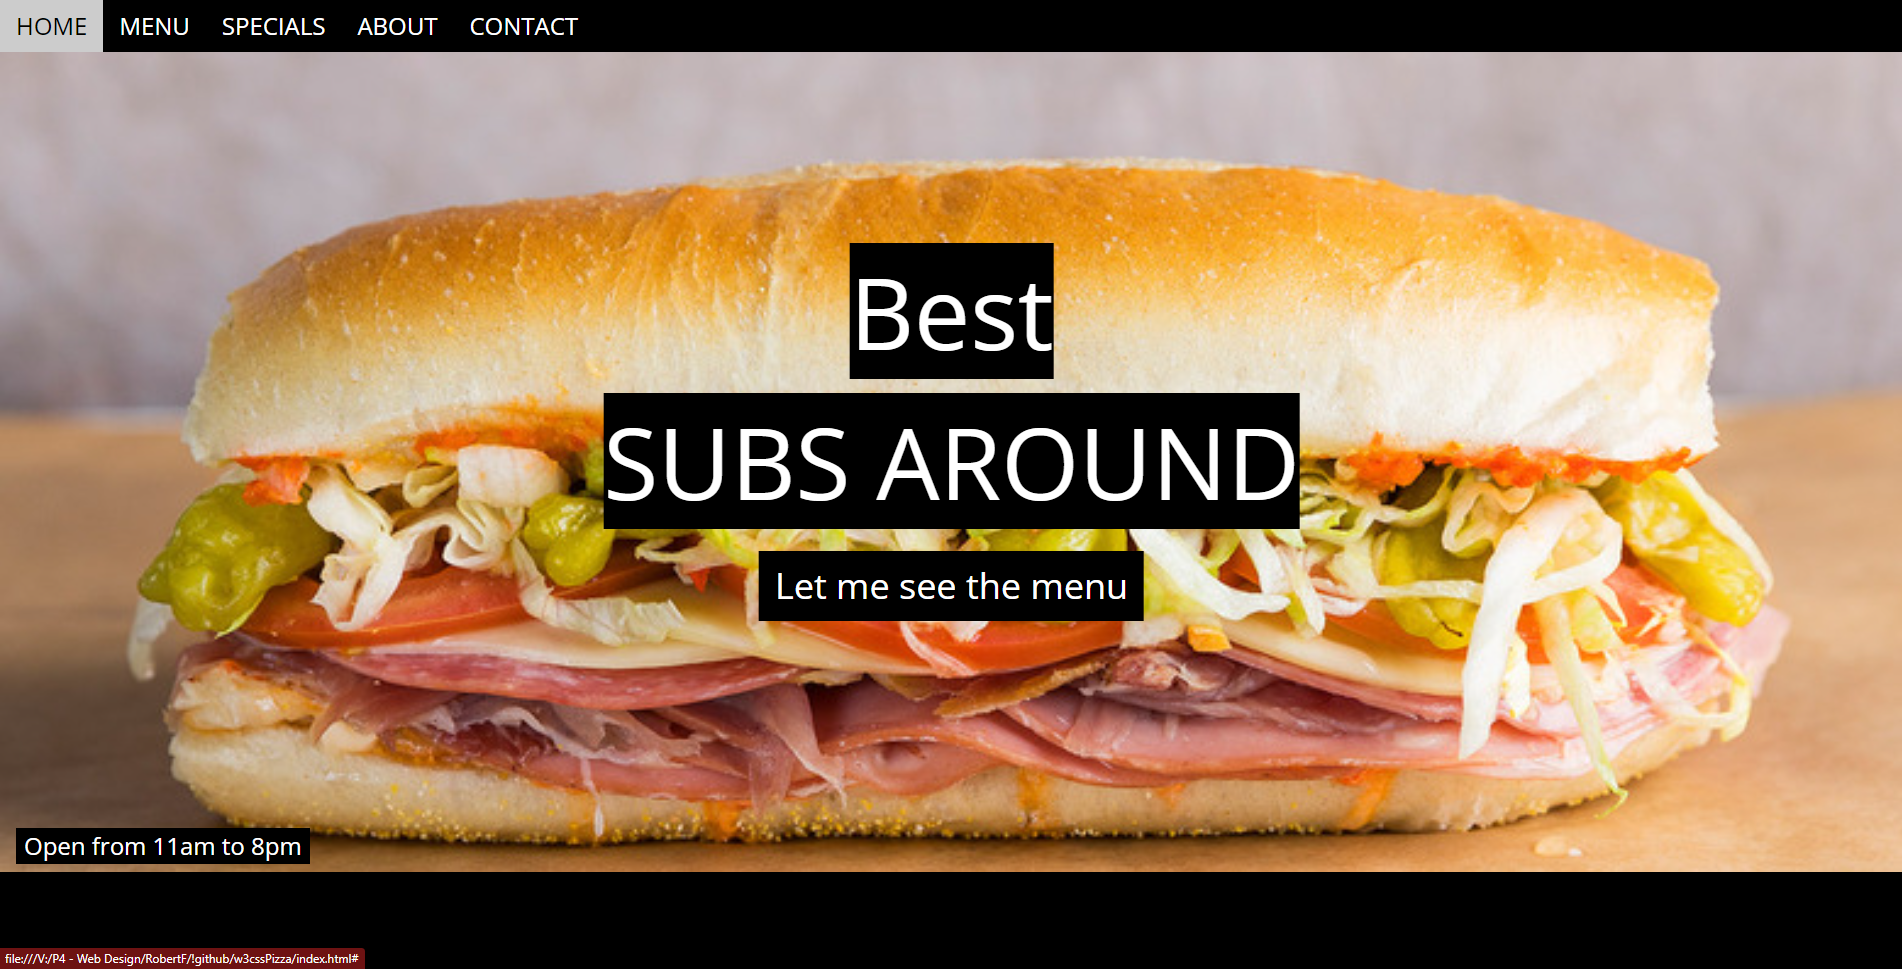 HOME MENU SPECIALS ABOUT CONTACT
Best
SUBS AROUND
Let me see the menu
Open from 11am to 8pm
file:///V:/P4 - Web Design/RobertF/!github/w3cssPizza/index.html#